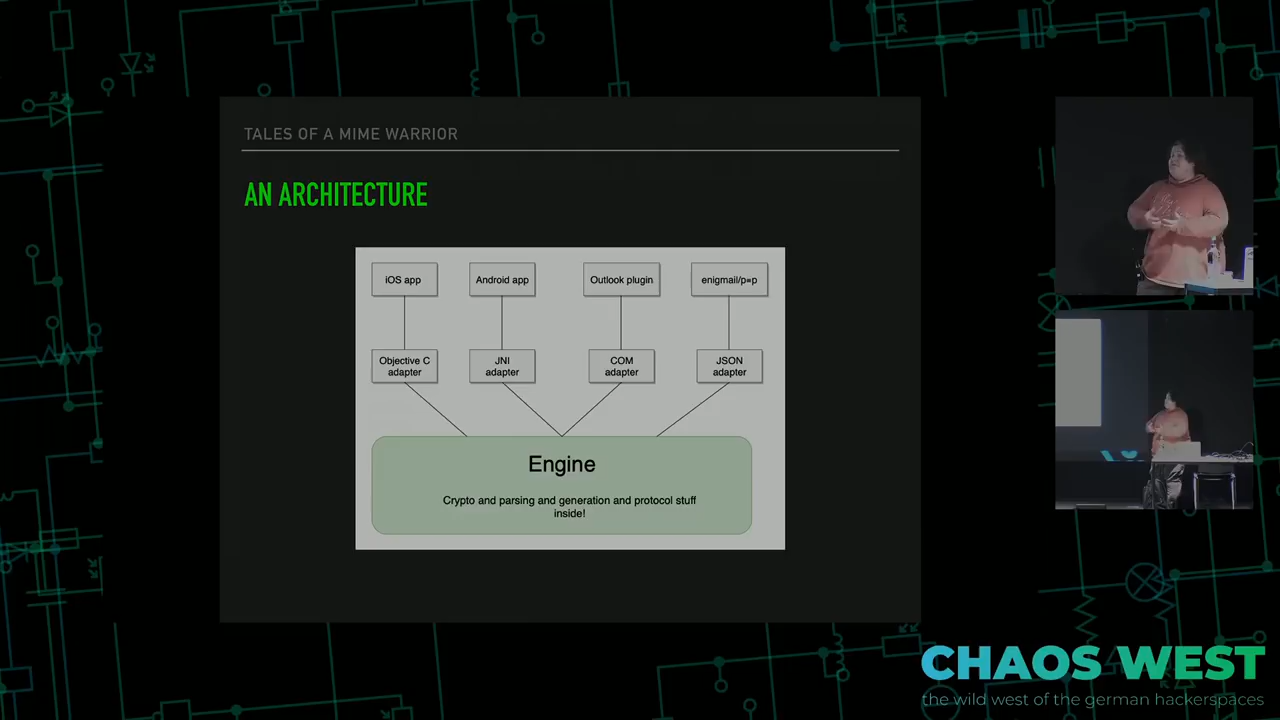 TALES OF A MIME WARRIOR
AN ARCHITECTURE
iOS app
Android app
Outlook plugin
enigmail/p=p
Objective C
adapter
JNI
adapter
COM
adapter
JSON
adapter
Engine
Crypto and parsing and generation and protocol stuff
inside!
CHAOS WEST
the wild west of the german hackerspaces